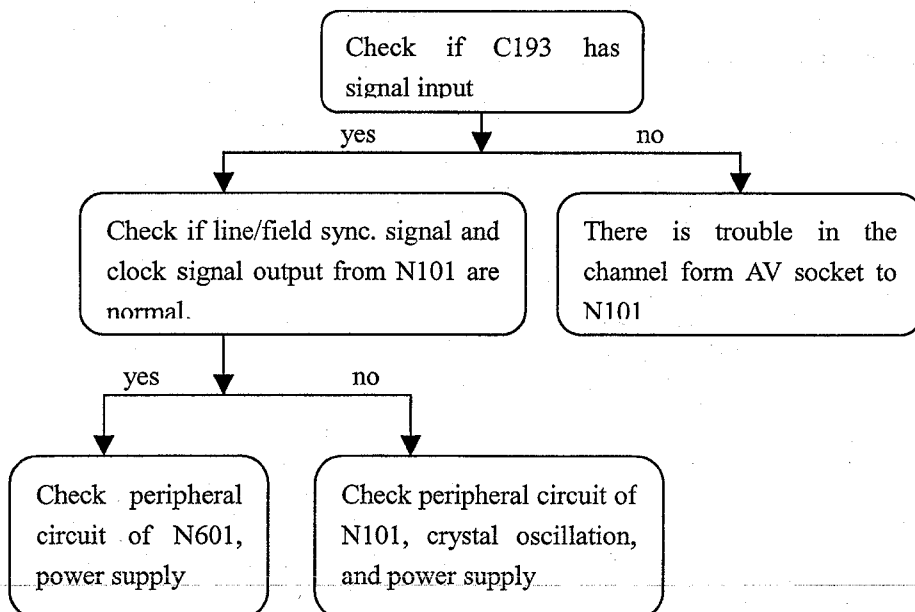 Check if C193 has
signal input
yes
no
Check if line/field sync. signal and
clock signal output from N101 are
normal.
There is trouble in the
channel form AV socket to
N101
yes
no
Check peripheral
circuit of N601,
power supply
Check peripheral circuit of
N101, crystal oscillation,
and power supply